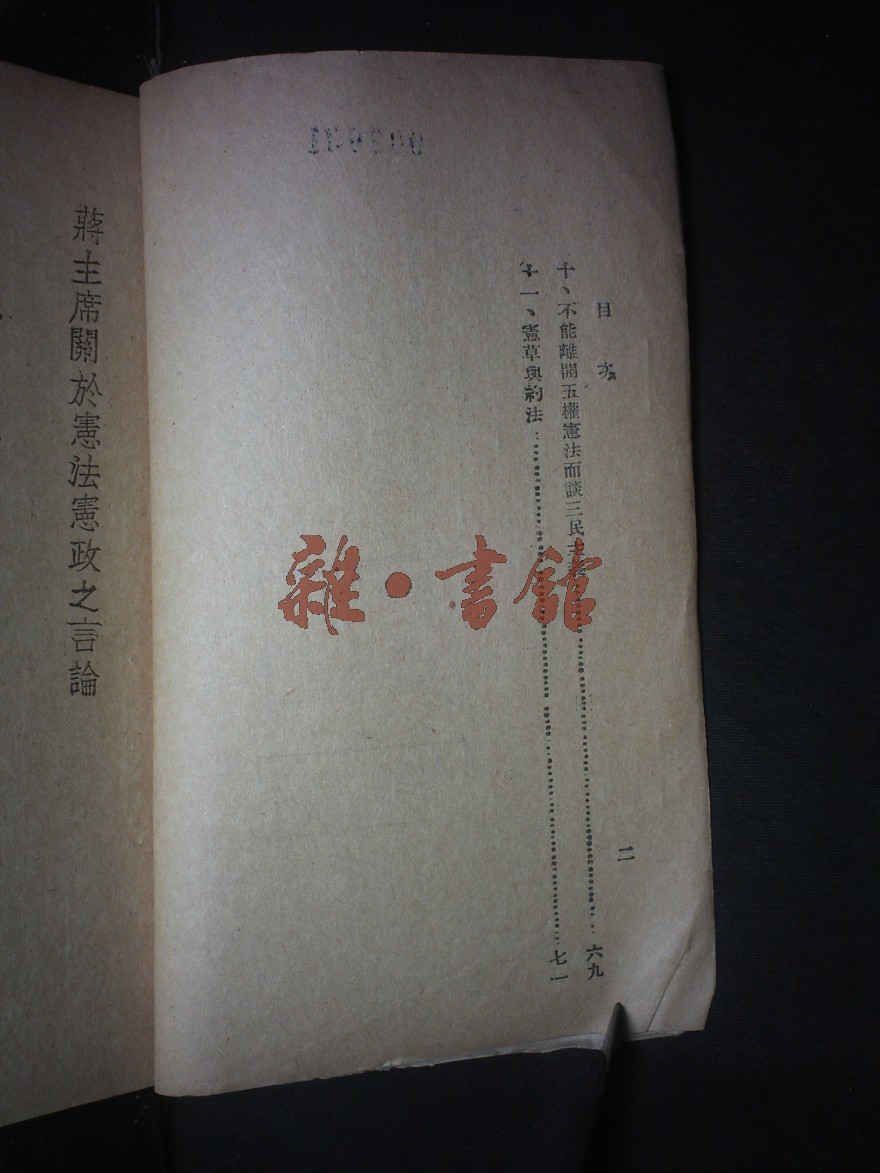 目次
二
十、不能離開五權憲法而談三民主義……六九
十一、憲草與約法……七一
蔣主席關於憲法憲政之言論
雜·書館